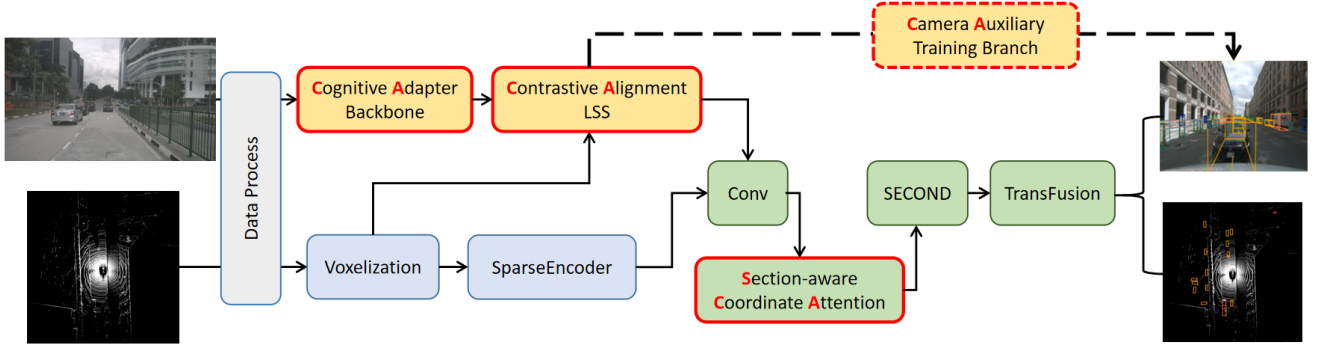 Camera Auxiliary
Training Branch
Cognitive Adapter
Backbone
Contrastive Alignment
LSS
Data Process
Conv
SECOND
TransFusion
Voxelization
SparseEncoder
Section-aware
Coordinate Attention